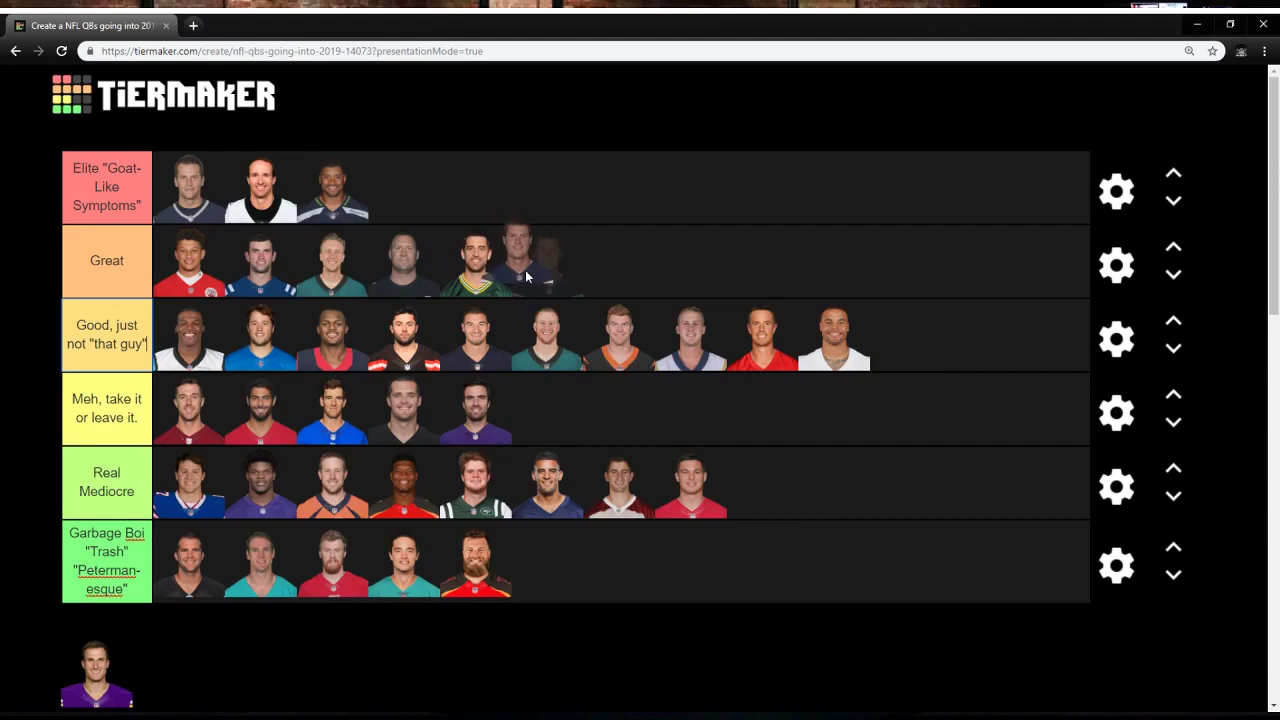 Create a NFL QBs going into 201
https://tiermaker.com/create/nfl-qbs-going-into-2019-14073?presentationMode=true
TiERMAKER
Elite "Goat-
Like
Symptoms"
Great
Good, just
not "that guy"
Meh, take it
or leave it.
Real
Mediocre
Garbage Boi
"Trash"
"Peterman-
esque"